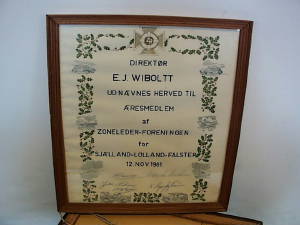 DIREKTØR
E.J. WIBOLTT
UDNÆVNES HERVED TIL
ÆRESMEDLEM
af
ZONELEDER-FORENINGEN
for
SJÆLLAND-LOLLAND-FALSTER
12. NOV 1961